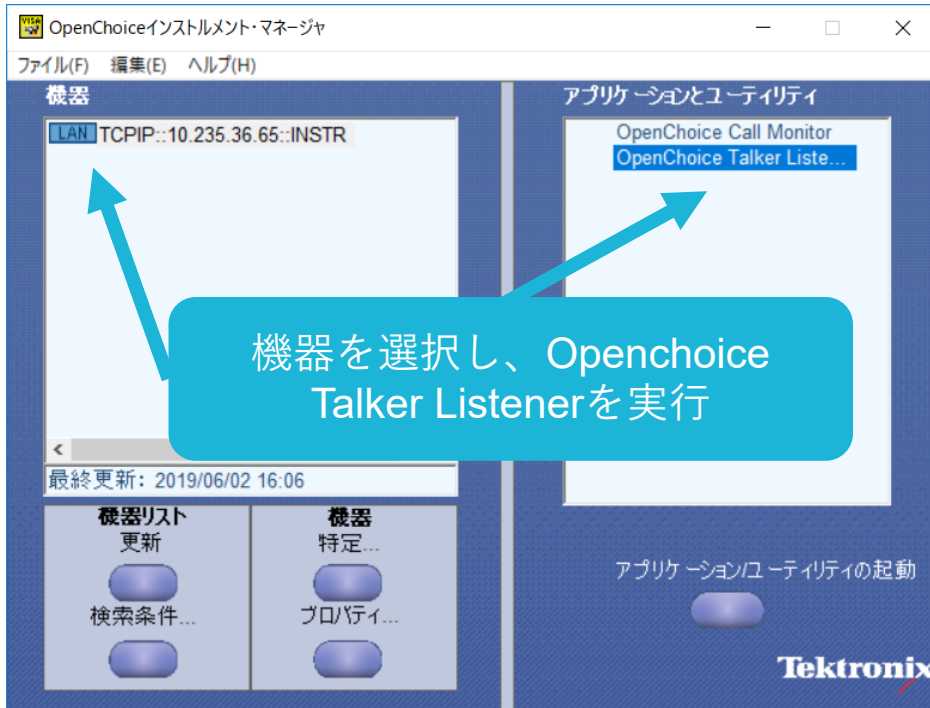 OpenChoiceインストルメント・マネージャ
ファイル(F) 編集(E) ヘルプ(H)
機器
LAN TCPIP::10.235.36.65::INSTR
アプリケーションとユーティリティ
OpenChoice Call Monitor
OpenChoice Talker Liste...
機器を選択し、Openchoice
Talker Listenerを実行
最終更新: 2019/06/02 16:06
機器リスト
更新
検索条件...
機器
特定...
プロパティ...
アプリケーション/ユーティリティの起動
Tektronix